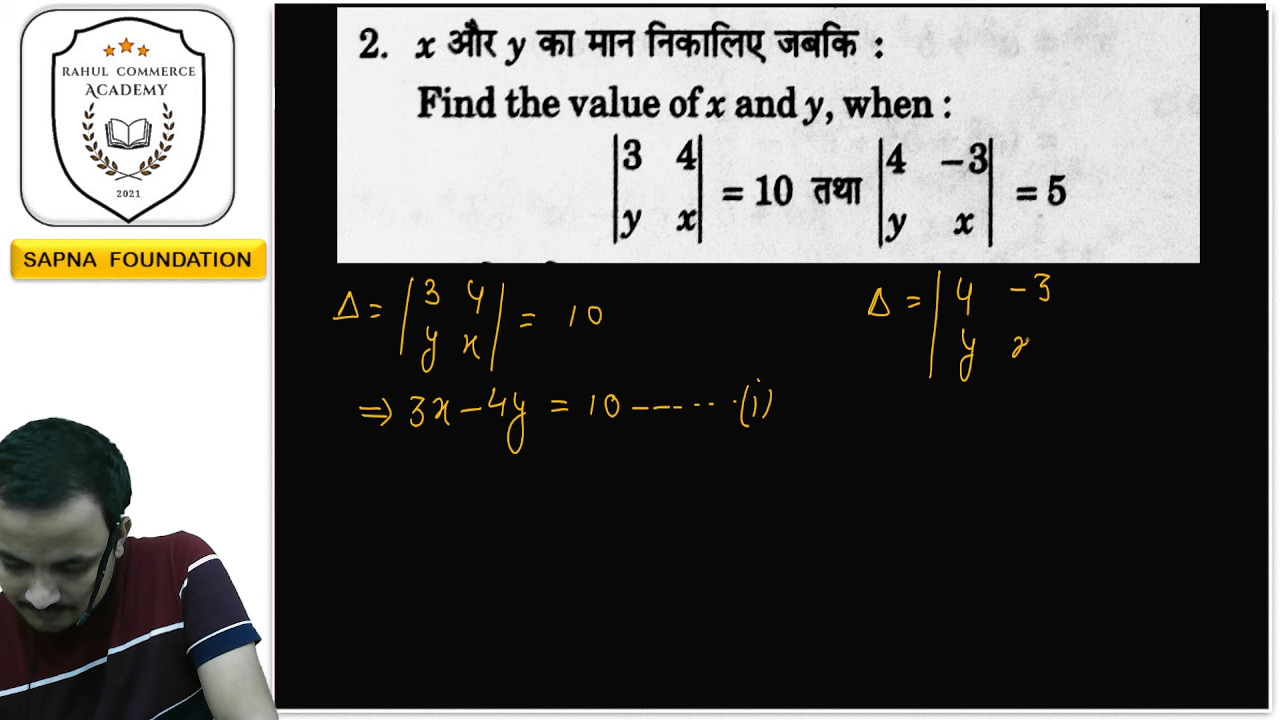 RAHUL COMMERCE
ACADEMY
2021
SAPNA FOUNDATION
2. x और y का मान निकालिए जबकि :
Find the value of x and y, when :
|3 4|
|y x| = 10 तथा |4 -3|
|y x| = 5
Δ = |3 4|
|y x| = 10
⇒ 3x - 4y = 10 ------- (i)
Δ = |4 -3
|y x